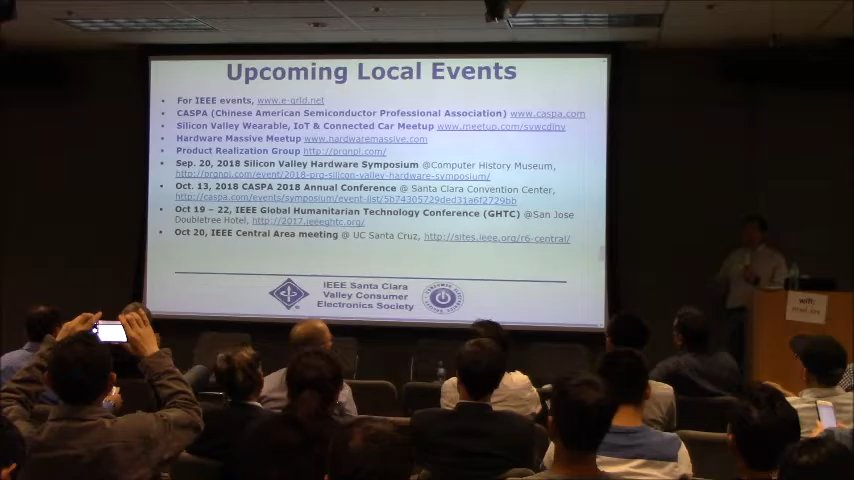 Upcoming Local Events
• For IEEE events, www.e-grid.net
• CASPA (Chinese American Semiconductor Professional Association) www.caspa.com
• Silicon Valley Wearable, IoT & Connected Car Meetup www.meetup.com/svwcdiny
• Hardware Massive Meetup www.hardwaremassive.com
• Product Realization Group http://prgnpi.com/
• Sep. 20, 2018 Silicon Valley Hardware Symposium @Computer History Museum,
http://prgnpi.com/event/2018-prg-silicon-valley-hardware-symposium/
• Oct. 13, 2018 CASPA 2018 Annual Conference @ Santa Clara Convention Center,
http://caspa.com/events/symposium/event-list/5b74305729ded31a6f2729bb
• Oct 19 – 22, IEEE Global Humanitarian Technology Conference (GHTC) @San Jose
Doubletree Hotel, http://2017.ieeeghtc.org/
• Oct 20, IEEE Central Area meeting @ UC Santa Cruz, http://sites.ieee.org/r6-central/
IEEE Santa Clara
Valley Consumer
Electronics Society
wifi: